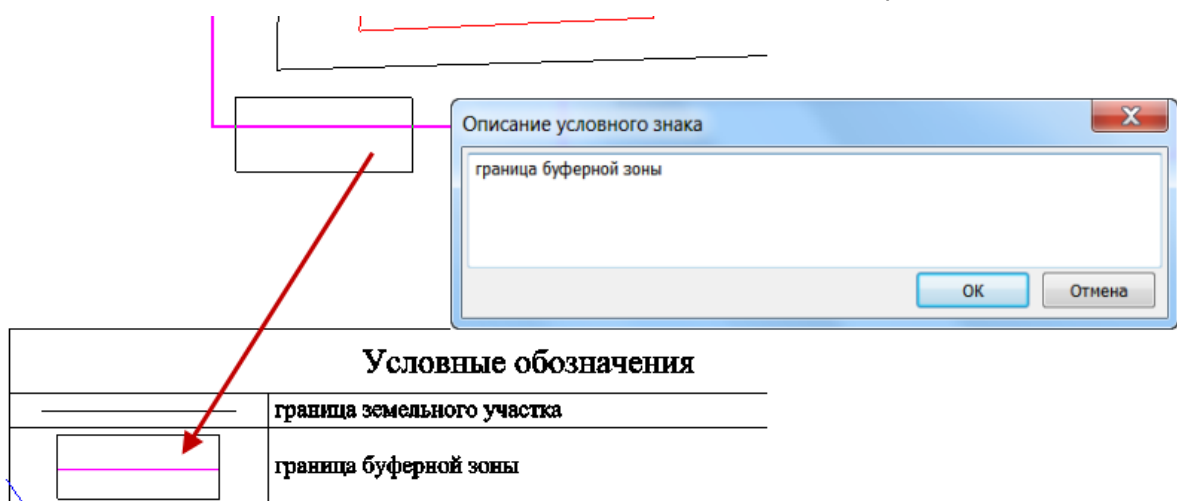 Описание условного знака
граница буферной зоны
ОК
Отмена
Условные обозначения
граница земельного участка
граница буферной зоны